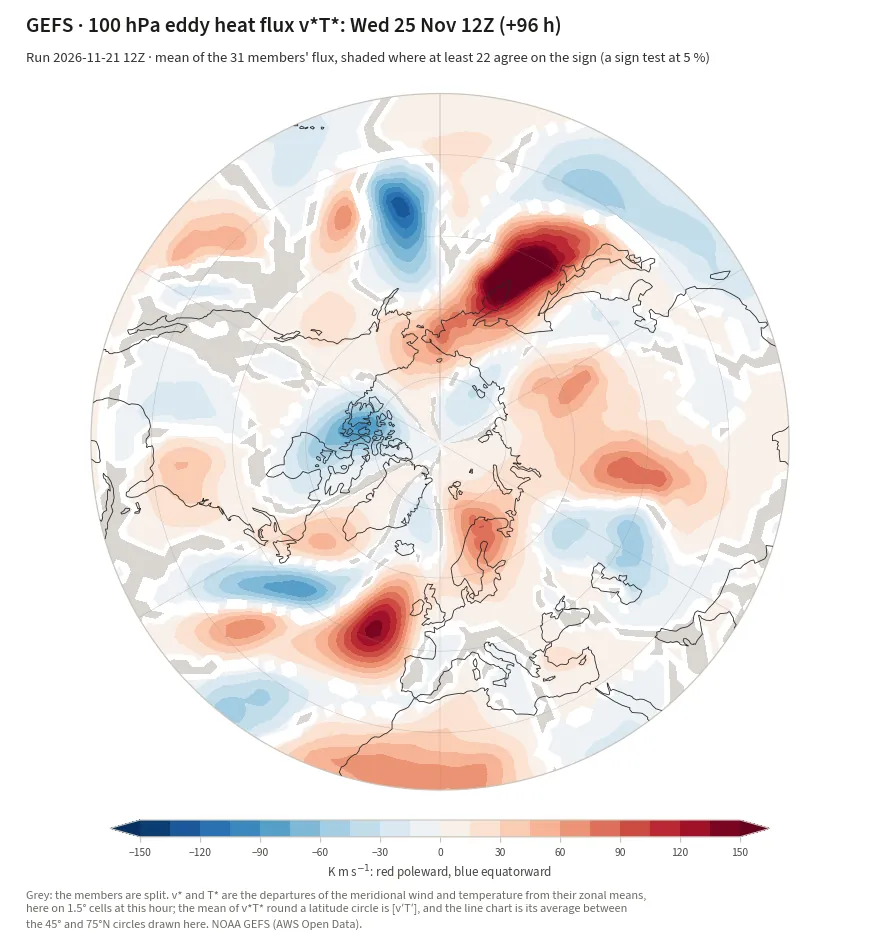 GEFS · 100 hPa eddy heat flux v*T*: Wed 25 Nov 12Z (+96 h)
Run 2026-11-21 12Z · mean of the 31 members' flux, shaded where at least 22 agree on the sign (a sign test at 5 %)
−150 −120 −90 −60 −30 0 30 60 90 120 150
K m s⁻¹: red poleward, blue equatorward
Grey: the members are split. v* and T* are the departures of the meridional wind and temperature from their zonal means,
here on 1.5° cells at this hour; the mean of v*T* round a latitude circle is [v′T′], and the line chart is its average between
the 45° and 75°N circles drawn here. NOAA GEFS (AWS Open Data).